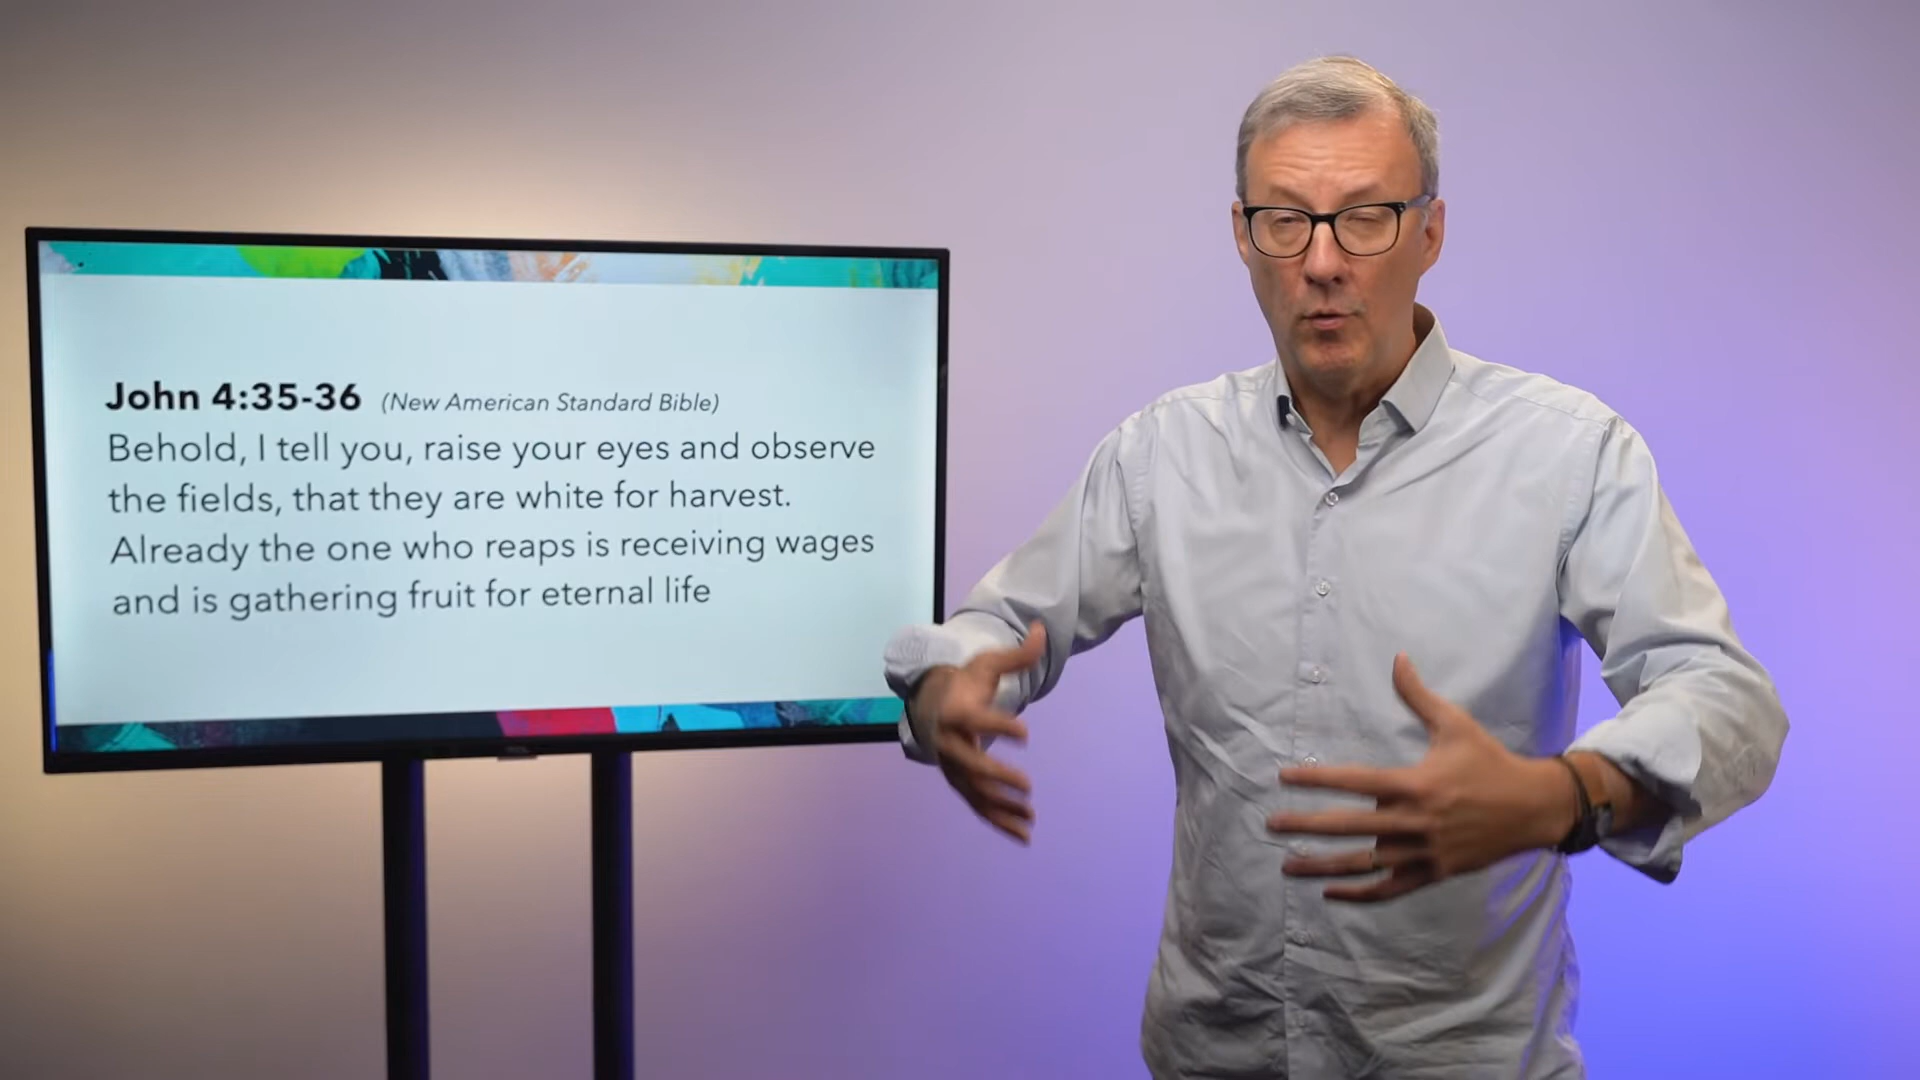 John 4:35-36 (New American Standard Bible)
Behold, I tell you, raise your eyes and observe
the fields, that they are white for harvest.
Already the one who reaps is receiving wages
and is gathering fruit for eternal life